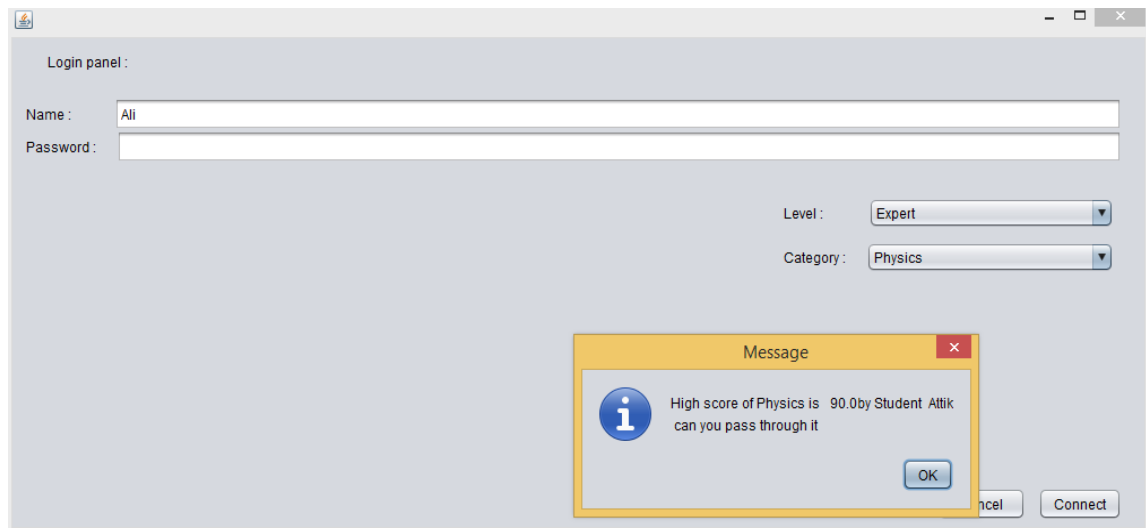 Login panel :
Name : Ali
Password :
Level : Expert
Category : Physics
Message
High score of Physics is 90.0by Student Attik
can you pass through it
OK
Connect